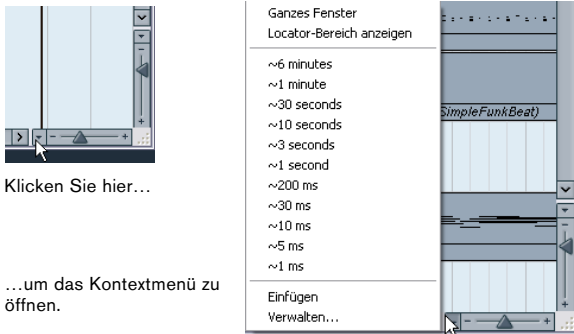 Klicken Sie hier…
…um das Kontextmenü zu
öffnen.
Ganzes Fenster
Locator-Bereich anzeigen
~6 minutes
~1 minute
~30 seconds
~10 seconds
~3 seconds
~1 second
~200 ms
~30 ms
~10 ms
~5 ms
~1 ms
Einfügen
Verwalten...
SimpleFunkBeat)